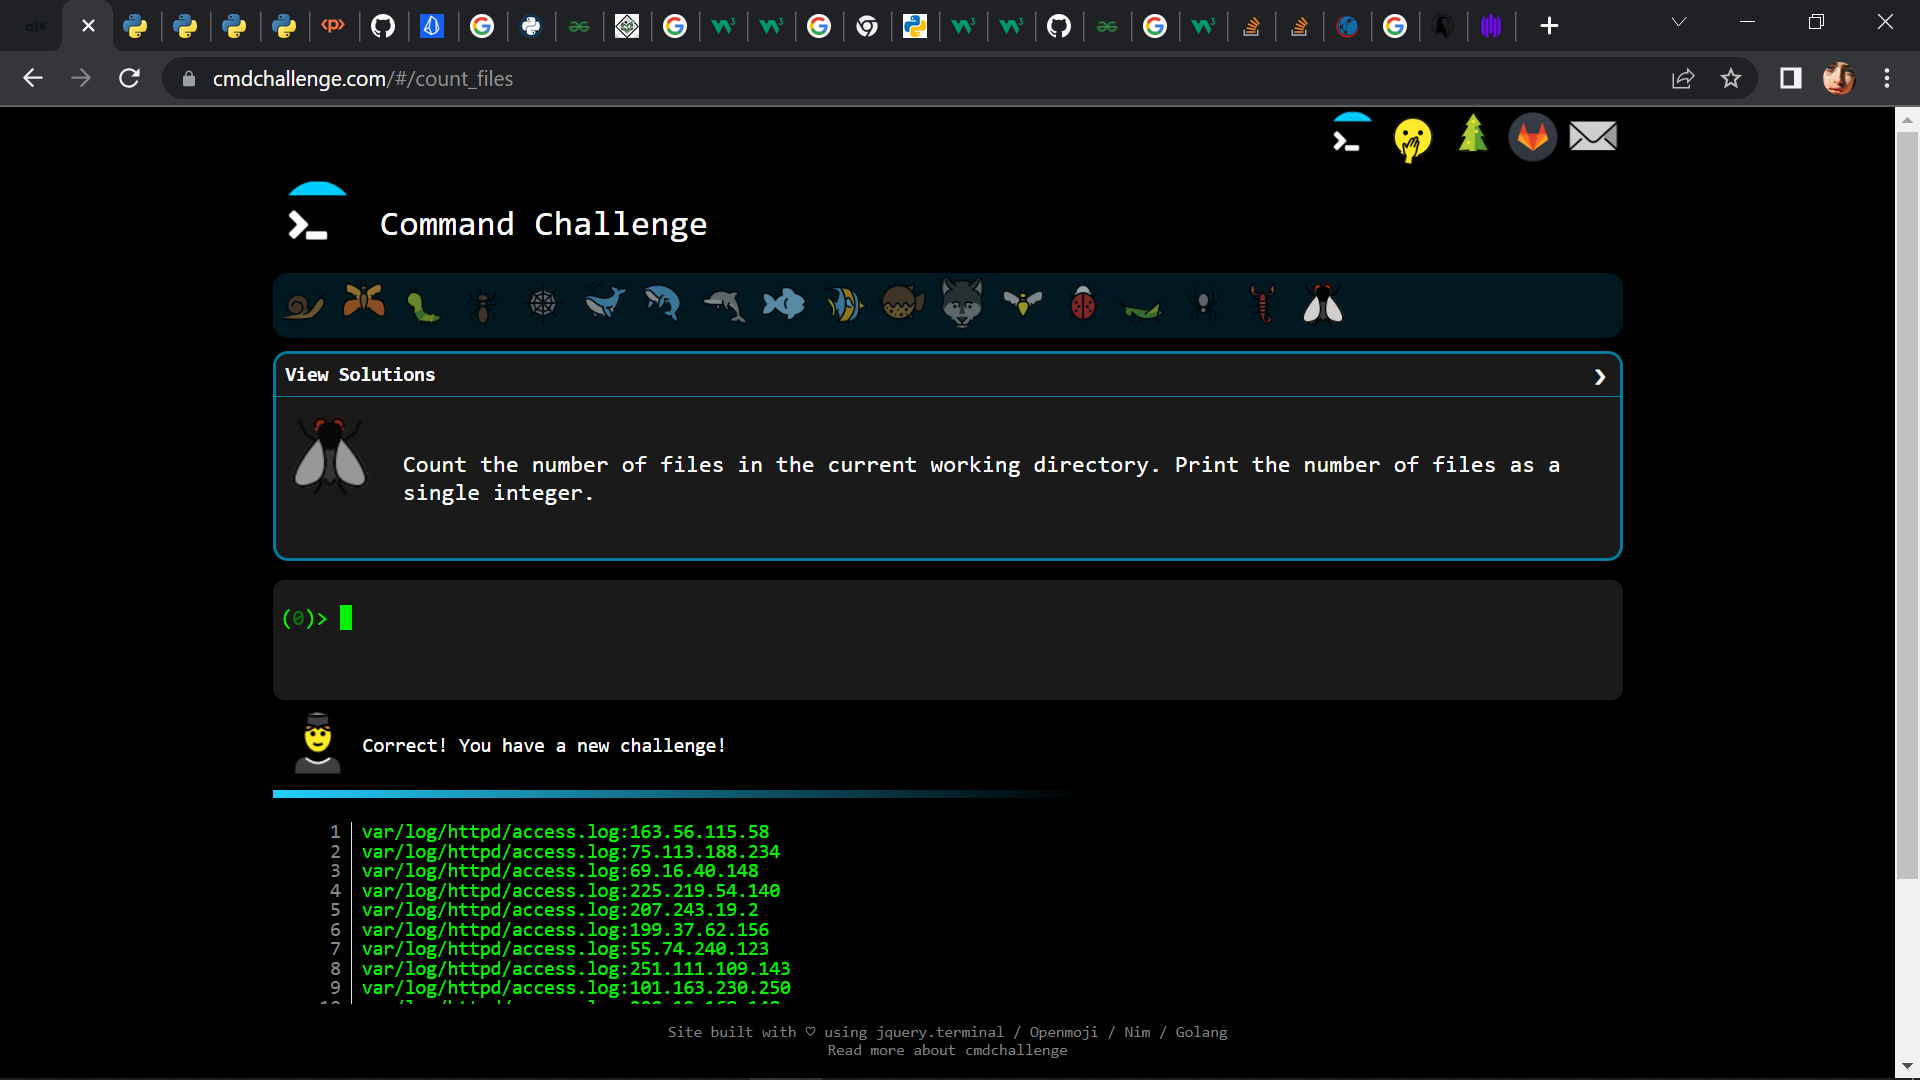 cmdchallenge.com/#/count_files
Command Challenge
View Solutions
Count the number of files in the current working directory. Print the number of files as a
single integer.
(0)>
Correct! You have a new challenge!
1 var/log/httpd/access.log:163.56.115.58
2 var/log/httpd/access.log:75.113.188.234
3 var/log/httpd/access.log:69.16.40.148
4 var/log/httpd/access.log:225.219.54.140
5 var/log/httpd/access.log:207.243.19.2
6 var/log/httpd/access.log:199.37.62.156
7 var/log/httpd/access.log:55.74.240.123
8 var/log/httpd/access.log:251.111.109.143
9 var/log/httpd/access.log:101.163.230.250
Site built with ♡ using jquery.terminal / Openmoji / Nim / Golang
Read more about cmdchallenge